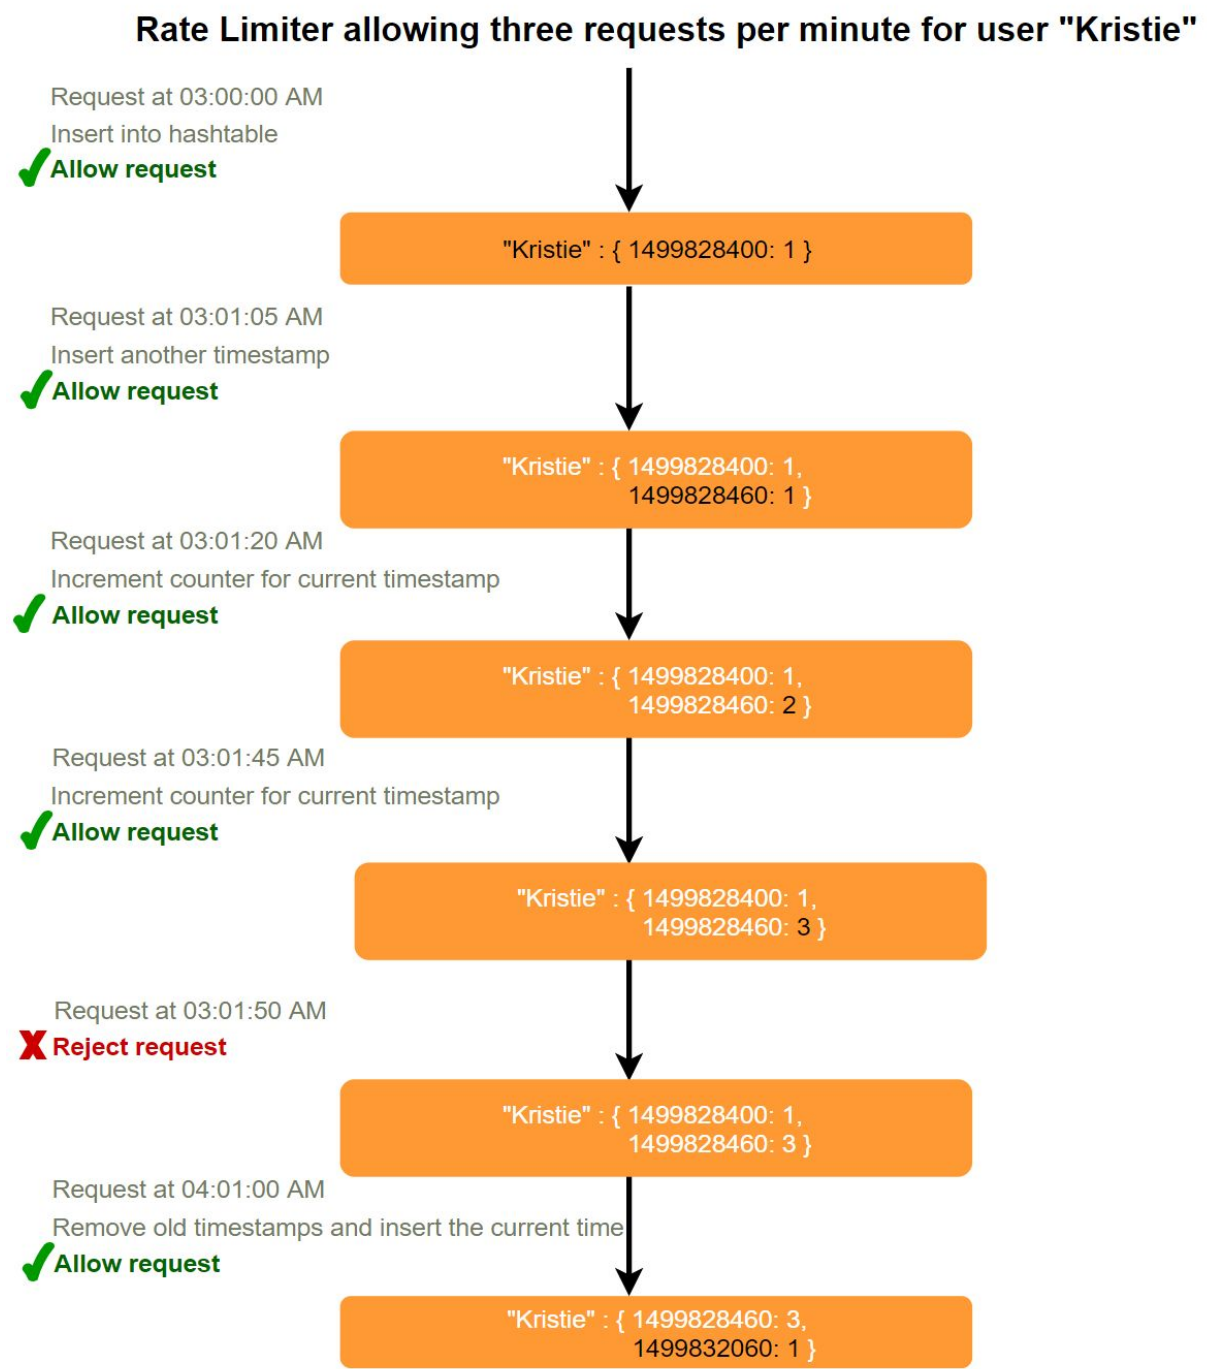 Rate Limiter allowing three requests per minute for user "Kristie"
Request at 03:00:00 AM
Insert into hashtable
Allow request
"Kristie" : { 1499828400: 1 }
Request at 03:01:05 AM
Insert another timestamp
Allow request
"Kristie" : { 1499828400: 1,
1499828460: 1 }
Request at 03:01:20 AM
Increment counter for current timestamp
Allow request
"Kristie" : { 1499828400: 1,
1499828460: 2 }
Request at 03:01:45 AM
Increment counter for current timestamp
Allow request
"Kristie" : { 1499828400: 1,
1499828460: 3 }
Request at 03:01:50 AM
Reject request
"Kristie" : { 1499828400: 1,
1499828460: 3 }
Request at 04:01:00 AM
Remove old timestamps and insert the current time
Allow request
"Kristie" : { 1499828460: 3,
1499832060: 1 }